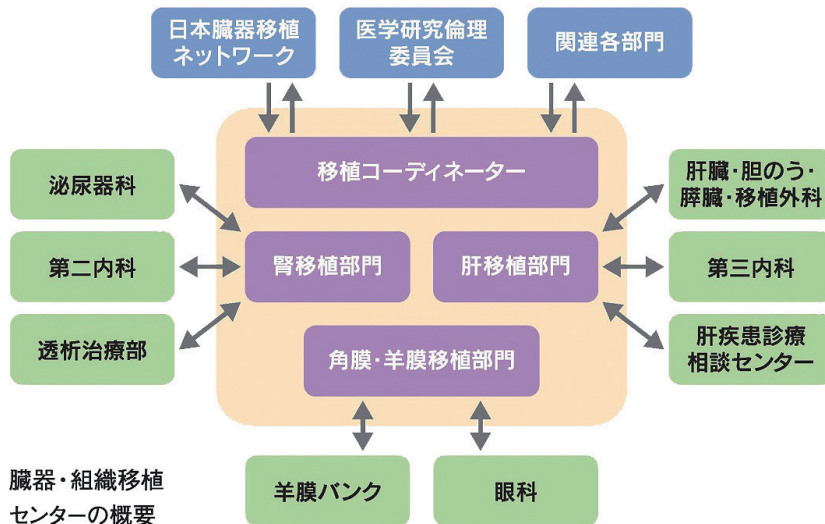 日本臓器移植
ネットワーク
医学研究倫理
委員会
関連各部門
移植コーディネーター
泌尿器科
肝臓・胆のう・
膵臓・移植外科
第二内科
腎移植部門
肝移植部門
第三内科
透析治療部
角膜・羊膜移植部門
肝疾患診療
相談センター
臓器・組織移植
センターの概要
羊膜バンク
眼科